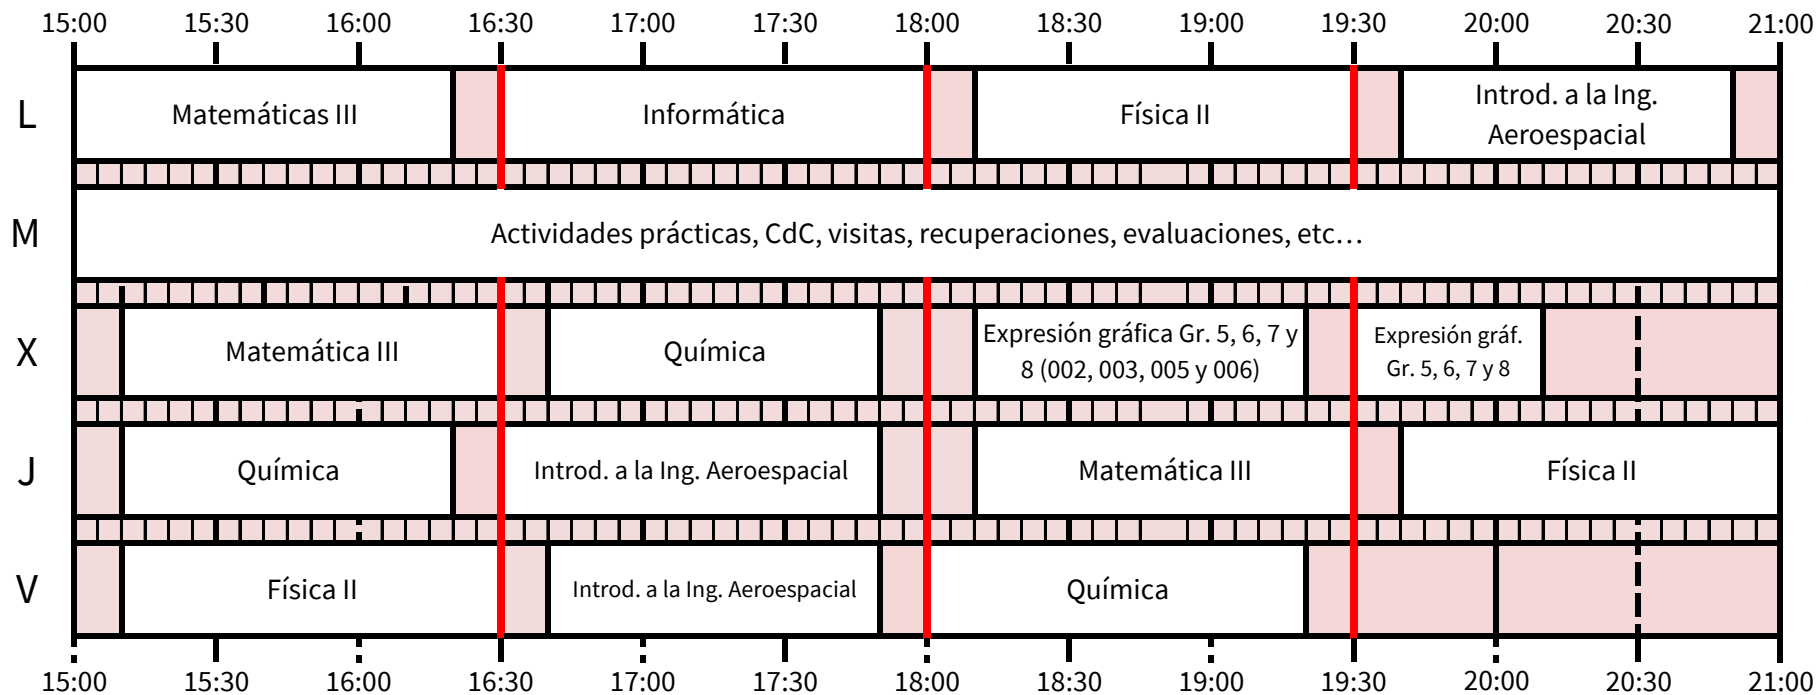 15:00 15:30 16:00 16:30 17:00 17:30 18:00 18:30 19:00 19:30 20:00 20:30 21:00
L
Matemáticas III
Informática
Física II
Introd. a la Ing.
Aeroespacial
M
Actividades prácticas, CdC, visitas, recuperaciones, evaluaciones, etc…
X
Matemática III
Química
Expresión gráfica Gr. 5, 6, 7 y
8 (002, 003, 005 y 006)
Expresión gráf.
Gr. 5, 6, 7 y 8
J
Química
Introd. a la Ing. Aeroespacial
Matemática III
Física II
V
Física II
Introd. a la Ing. Aeroespacial
Química
15:00 15:30 16:00 16:30 17:00 17:30 18:00 18:30 19:00 19:30 20:00 20:30 21:00